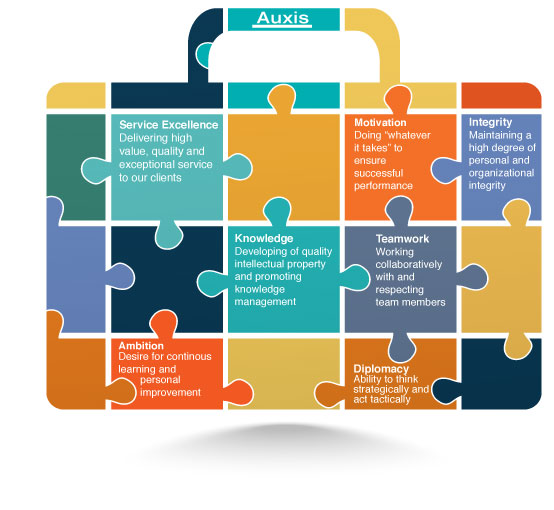 Auxis
Service Excellence
Delivering high
value, quality and
exceptional service
to our clients
Motivation
Doing “whatever
it takes” to
ensure
successful
performance
Integrity
Maintaining a
high degree of
personal and
organizational
integrity
Knowledge
Developing of quality
intellectual property
and promoting
knowledge
management
Teamwork
Working
collaboratively
with and
respecting
team members
Ambition
Desire for continous
learning and
personal
improvement
Diplomacy
Ability to think
strategically and
act tactically